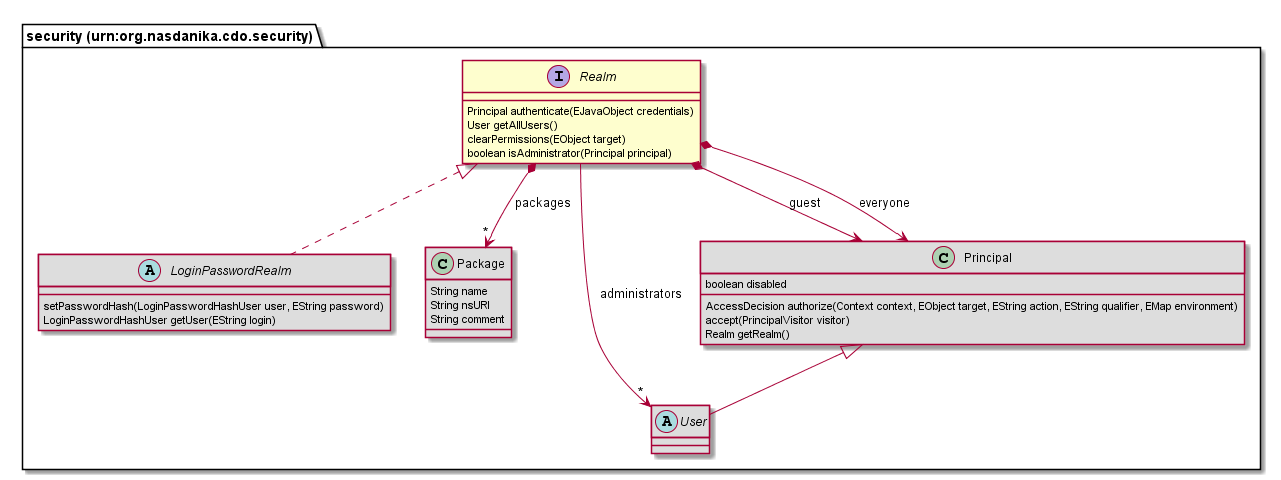 security (urn:org.nasdanika.cdo.security)
I Realm
Principal authenticate(EJavaObject credentials)
User getAllUsers()
clearPermissions(EObject target)
boolean isAdministrator(Principal principal)
packages
guest
everyone
*
A LoginPasswordRealm
setPasswordHash(LoginPasswordHashUser user, EString password)
LoginPasswordHashUser getUser(EString login)
C Package
String name
String nsURI
String comment
administrators
C Principal
boolean disabled
AccessDecision authorize(Context context, EObject target, EString action, EString qualifier, EMap environment)
accept(PrincipalVisitor visitor)
Realm getRealm()
*
A User